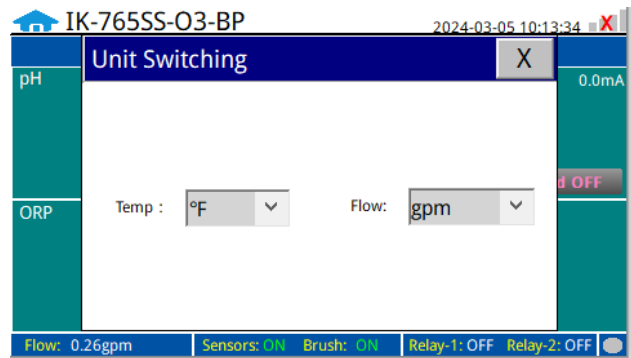 IK-765SS-O3-BP 2024-03-05 10:13:34 X
Unit Switching X
pH 0.0mA
OFF
Temp : °F Flow: gpm
ORP
Flow: 0.26gpm Sensors: ON Brush: ON Relay-1: OFF Relay-2: OFF